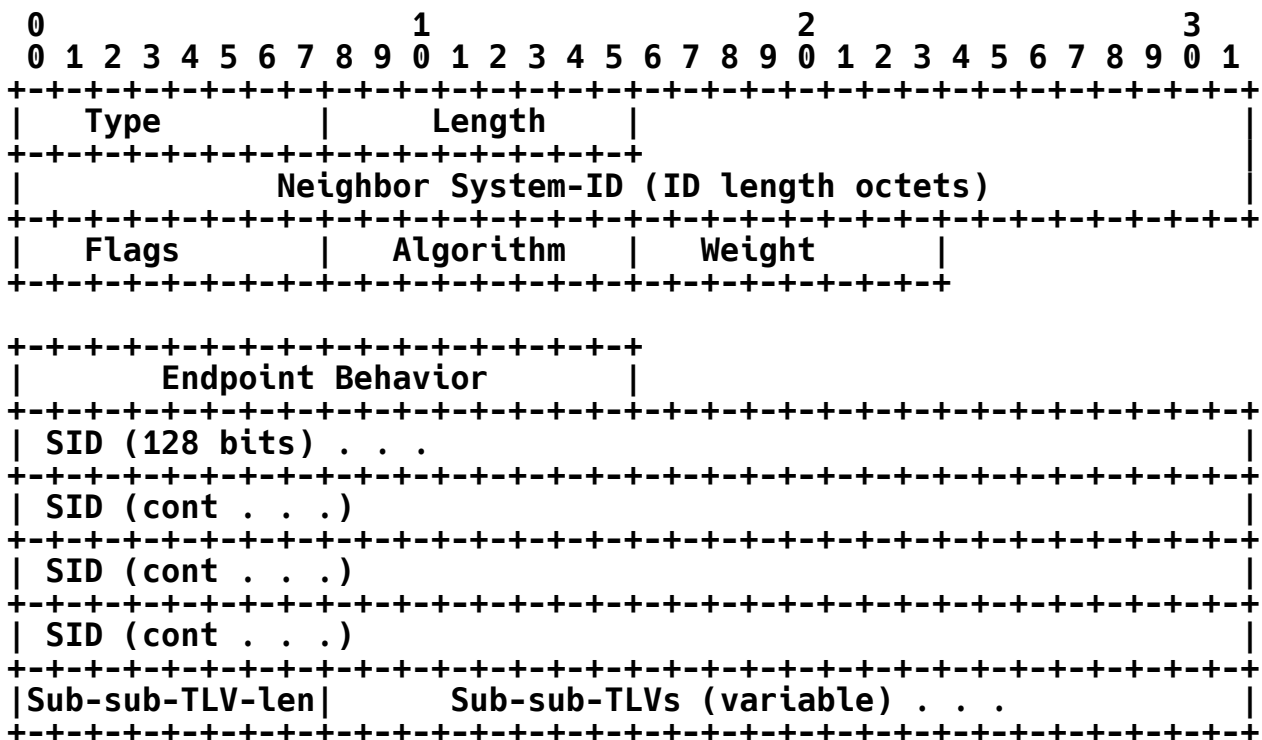 0                   1                   2                   3
 0 1 2 3 4 5 6 7 8 9 0 1 2 3 4 5 6 7 8 9 0 1 2 3 4 5 6 7 8 9 0 1
+-+-+-+-+-+-+-+-+-+-+-+-+-+-+-+-+-+-+-+-+-+-+-+-+-+-+-+-+-+-+-+-+
|   Type        |     Length    |                               |
+-+-+-+-+-+-+-+-+-+-+-+-+-+-+-+-+                               |
|             Neighbor System-ID (ID length octets)             |
+-+-+-+-+-+-+-+-+-+-+-+-+-+-+-+-+-+-+-+-+-+-+-+-+-+-+-+-+-+-+-+-+
|   Flags       |   Algorithm   |   Weight      |
+-+-+-+-+-+-+-+-+-+-+-+-+-+-+-+-+-+-+-+-+-+-+-+-+

+-+-+-+-+-+-+-+-+-+-+-+-+-+-+-+-+
|       Endpoint Behavior       |
+-+-+-+-+-+-+-+-+-+-+-+-+-+-+-+-+-+-+-+-+-+-+-+-+-+-+-+-+-+-+-+-+
| SID (128 bits) . . .                                          |
+-+-+-+-+-+-+-+-+-+-+-+-+-+-+-+-+-+-+-+-+-+-+-+-+-+-+-+-+-+-+-+-+
| SID (cont . . .)                                              |
+-+-+-+-+-+-+-+-+-+-+-+-+-+-+-+-+-+-+-+-+-+-+-+-+-+-+-+-+-+-+-+-+
| SID (cont . . .)                                              |
+-+-+-+-+-+-+-+-+-+-+-+-+-+-+-+-+-+-+-+-+-+-+-+-+-+-+-+-+-+-+-+-+
| SID (cont . . .)                                              |
+-+-+-+-+-+-+-+-+-+-+-+-+-+-+-+-+-+-+-+-+-+-+-+-+-+-+-+-+-+-+-+-+
|Sub-sub-TLV-len|      Sub-sub-TLVs (variable) . . .            |
+-+-+-+-+-+-+-+-+-+-+-+-+-+-+-+-+-+-+-+-+-+-+-+-+-+-+-+-+-+-+-+-+